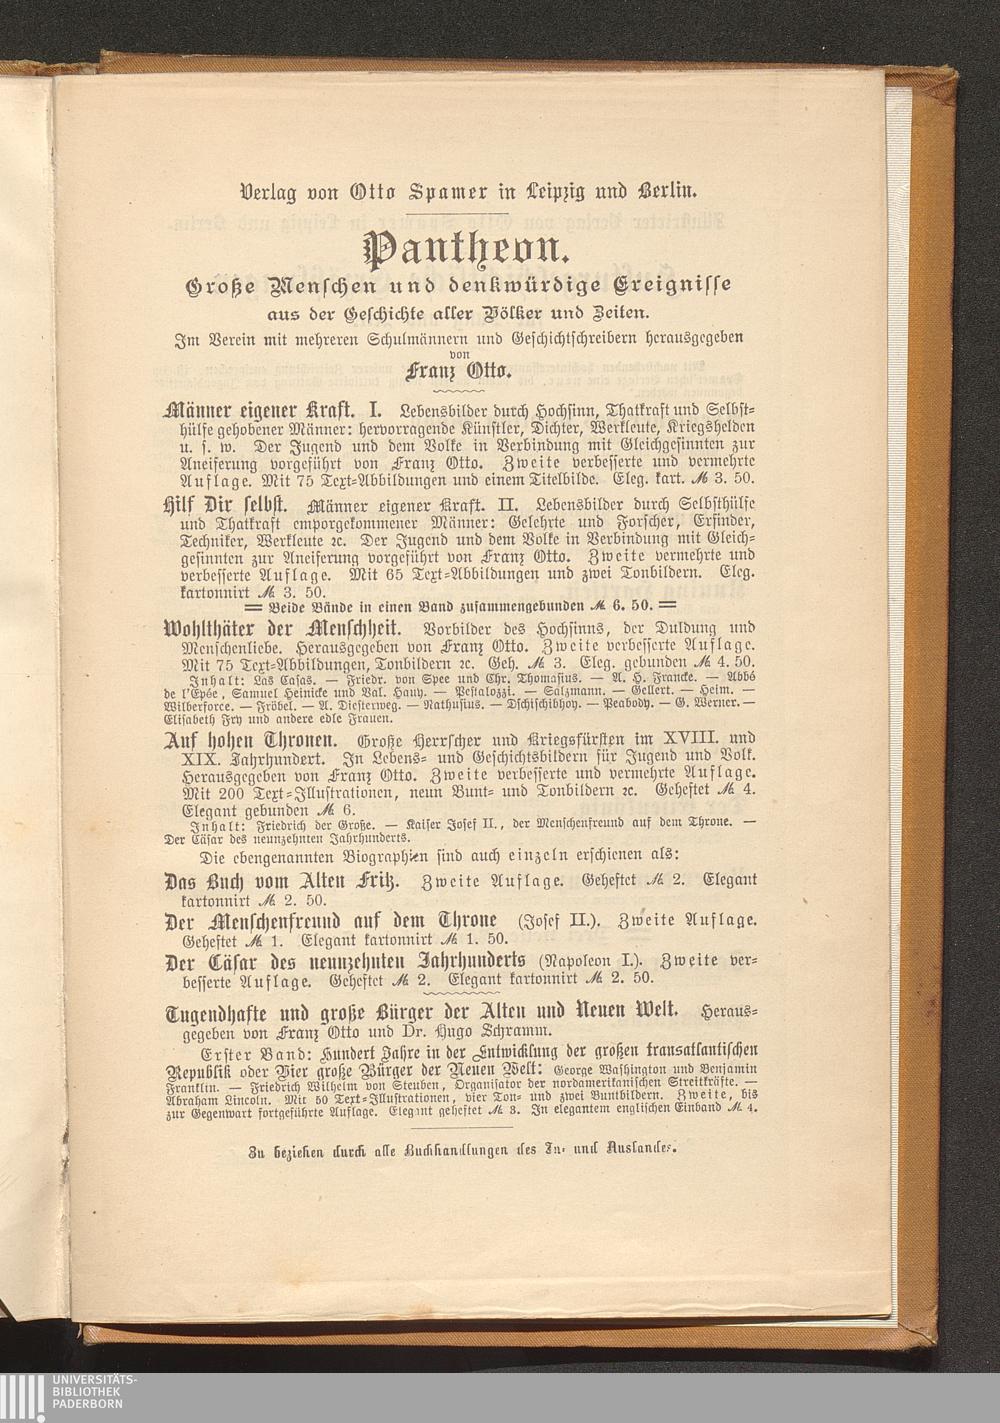 Verlag von Otto Spamer in Leipzig und Berlin.
Pantheon.
Große Menschen und denkwürdige Ereignisse
aus der Geschichte aller Völker und Zeiten.
Im Verein mit mehreren Schulmännern und Geschichtschreibern herausgegeben
von
Franz Otto.
Männer eigener Kraft. I. Lebensbilder durch Hochsinn, Thatkraft und Selbst-
hülfe gehobener Männer: hervorragende Künstler, Dichter, Werkleute, Kriegshelden
u. s. w. Der Jugend und dem Volke in Verbindung mit Gleichgesinnten zur
Aneiferung vorgeführt von Franz Otto. Zweite verbesserte und vermehrte
Auflage. Mit 75 Text-Abbildungen und einem Titelbilde. Eleg. kart. ℳ 3. 50.
Hilf Dir selbst. Männer eigener Kraft. II. Lebensbilder durch Selbsthülfe
und Thatkraft emporgekommener Männer: Gelehrte und Forscher, Erfinder,
Techniker, Werkleute ꝛc. Der Jugend und dem Volke in Verbindung mit Gleich-
gesinnten zur Aneiferung vorgeführt von Franz Otto. Zweite vermehrte und
verbesserte Auflage. Mit 65 Text-Abbildungen und zwei Tonbildern. Eleg.
kartonnirt ℳ 3. 50.
= Beide Bände in einen Band zusammengebunden ℳ 6. 50. =
Wohlthäter der Menschheit. Vorbilder des Hochsinns, der Duldung und
Menschenliebe. Herausgegeben von Franz Otto. Zweite verbesserte Auflage.
Mit 75 Text-Abbildungen, Tonbildern ꝛc. Geh. ℳ 3. Eleg. gebunden ℳ 4. 50.
Inhalt: Las Casas. — Friedr. von Spee und Chr. Thomasius. — A. H. Francke. — Abbé
de l'Epée, Samuel Heinicke und Val. Hauy. — Pestalozzi. — Salzmann. — Gellert. — Heim. —
Wilberforce. — Fröbel. — A. Diesterweg. — Nathusius. — Dschischibhoy. — Peabody. — G. Werner. —
Elisabeth Fry und andere edle Frauen.
Auf hohen Thronen. Große Herrscher und Kriegsfürsten im XVIII. und
XIX. Jahrhundert. In Lebens- und Geschichtsbildern für Jugend und Volk.
Herausgegeben von Franz Otto. Zweite verbesserte und vermehrte Auflage.
Mit 200 Text-Illustrationen, neun Bunt- und Tonbildern ꝛc. Geheftet ℳ 4.
Elegant gebunden ℳ 6.
Inhalt: Friedrich der Große. — Kaiser Josef II., der Menschenfreund auf dem Throne. —
Der Cäsar des neunzehnten Jahrhunderts.
Die ebengenannten Biographien sind auch einzeln erschienen als:
Das Buch vom Alten Fritz. Zweite Auflage. Geheftet ℳ 2. Elegant
kartonnirt ℳ 2. 50.
Der Menschenfreund auf dem Throne (Josef II.). Zweite Auflage.
Geheftet ℳ 1. Elegant kartonnirt ℳ 1. 50.
Der Cäsar des neunzehnten Jahrhunderts (Napoleon I.). Zweite ver-
besserte Auflage. Geheftet ℳ 2. Elegant kartonnirt ℳ 2. 50.
Tugendhafte und große Bürger der Alten und Neuen Welt. Heraus-
gegeben von Franz Otto und Dr. Hugo Schramm.
Erster Band: Hundert Jahre in der Entwicklung der großen transatlantischen
Republik oder Vier große Bürger der Neuen Welt: George Washington und Benjamin
Franklin. — Friedrich Wilhelm von Steuben, Organisator der nordamerikanischen Streitkräfte. —
Abraham Lincoln. Mit 50 Text-Illustrationen, vier Ton- und zwei Buntbildern. Zweite, bis
zur Gegenwart fortgeführte Auflage. Elegant geheftet ℳ 3. In elegantem englischen Einband ℳ 4.
Zu beziehen durch alle Buchhandlungen des In- und Auslandes.
UNIVERSITÄTS-
BIBLIOTHEK
PADERBORN